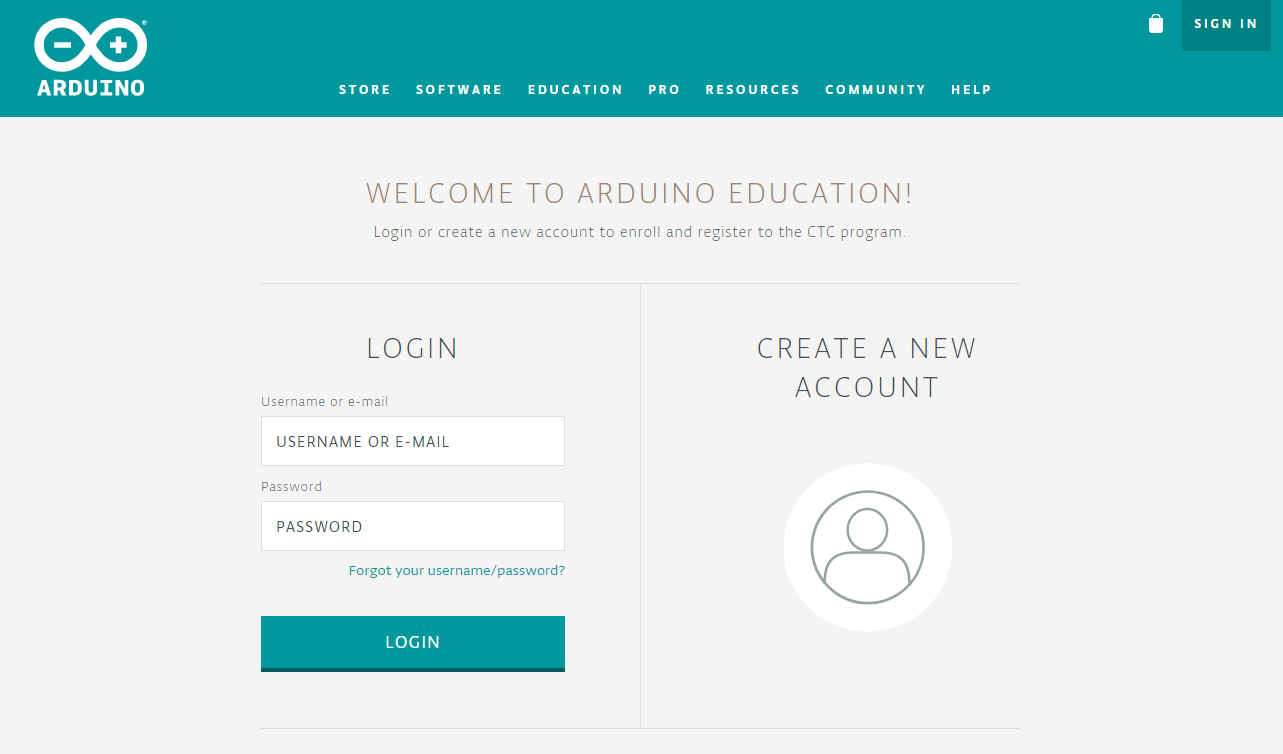 ARDUINO
SIGN IN
STORE SOFTWARE EDUCATION PRO RESOURCES COMMUNITY HELP
WELCOME TO ARDUINO EDUCATION!
Login or create a new account to enroll and register to the CTC program.
LOGIN
Username or e-mail
USERNAME OR E-MAIL
Password
PASSWORD
Forgot your username/password?
LOGIN
CREATE A NEW
ACCOUNT